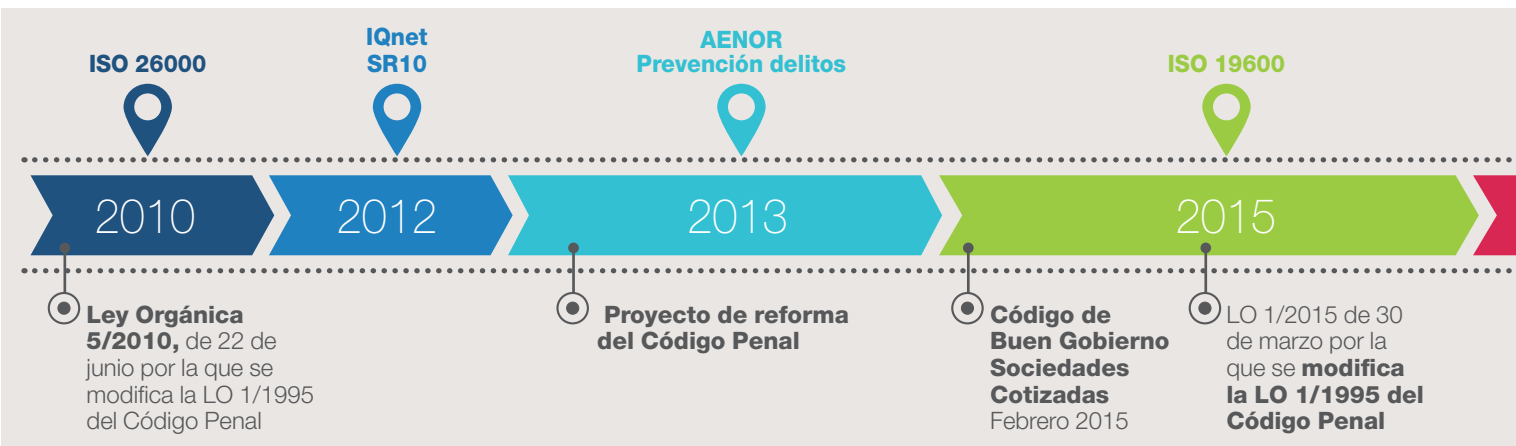 ISO 26000
IQnet
SR10
AENOR
Prevención delitos
ISO 19600
2010
2012
2013
2015
Ley Orgánica
5/2010, de 22 de
junio por la que se
modifica la LO 1/1995
del Código Penal
Proyecto de reforma
del Código Penal
Código de
Buen Gobierno
Sociedades
Cotizadas
Febrero 2015
LO 1/2015 de 30
de marzo por la
que se modifica
la LO 1/1995 del
Código Penal